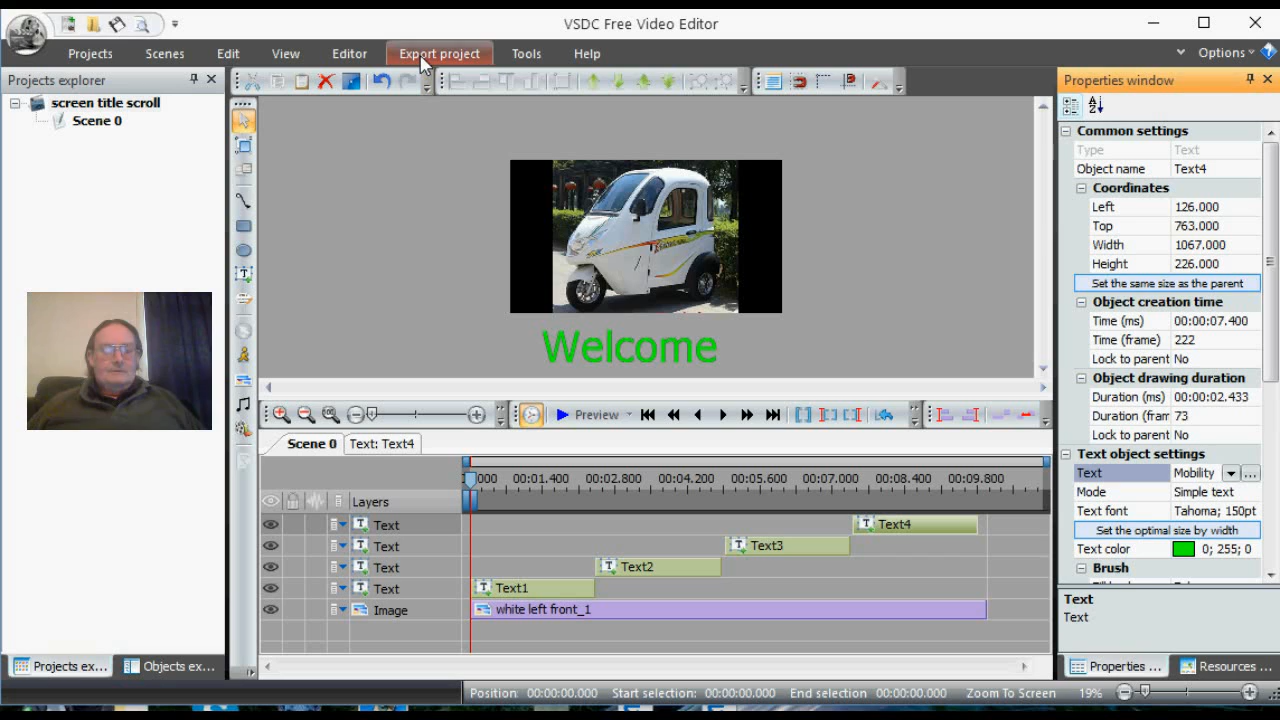 VSDC Free Video Editor
Projects Scenes Edit View Editor Export project Tools Help Options
Projects explorer
screen title scroll
Scene 0
Welcome
Preview
Scene 0 Text: Text4
000 00:01.400 00:02.800 00:04.200 00:05.600 00:07.000 00:08.400 00:09.800
Layers
Text Text4
Text Text3
Text Text2
Text Text1
Image white left front_1
Projects ex... Objects ex...
Properties window
Common settings
Type Text
Object name Text4
Coordinates
Left 126.000
Top 763.000
Width 1067.000
Height 226.000
Set the same size as the parent
Object creation time
Time (ms) 00:00:07.400
Time (frame) 222
Lock to parent No
Object drawing duration
Duration (ms) 00:00:02.433
Duration (fram 73
Lock to parent No
Text object settings
Text Mobility ...
Mode Simple text
Text font Tahoma; 150pt
Set the optimal size by width
Text color 0; 255; 0
Brush
Text
Text
Properties ... Resources ...
Position: 00:00:00.000 Start selection: 00:00:00.000 End selection 00:00:00.000 Zoom To Screen 19%